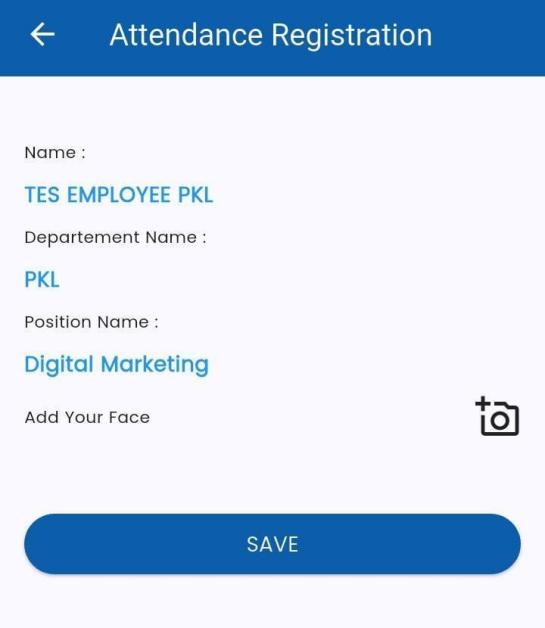 Attendance Registration
Name :
TES EMPLOYEE PKL
Departement Name :
PKL
Position Name :
Digital Marketing
Add Your Face
SAVE